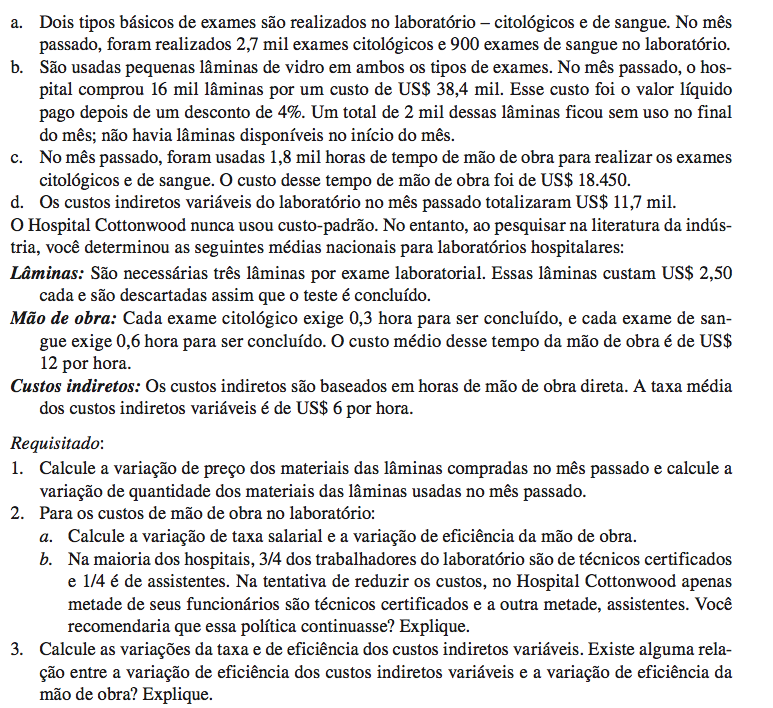 a. Dois tipos básicos de exames são realizados no laboratório – citológicos e de sangue. No mês
passado, foram realizados 2,7 mil exames citológicos e 900 exames de sangue no laboratório.
b. São usadas pequenas lâminas de vidro em ambos os tipos de exames. No mês passado, o hos-
pital comprou 16 mil lâminas por um custo de US$ 38,4 mil. Esse custo foi o valor líquido
pago depois de um desconto de 4%. Um total de 2 mil dessas lâminas ficou sem uso no final
do mês; não havia lâminas disponíveis no início do mês.
c. No mês passado, foram usadas 1,8 mil horas de tempo de mão de obra para realizar os exames
citológicos e de sangue. O custo desse tempo de mão de obra foi de US$ 18.450.
d. Os custos indiretos variáveis do laboratório no mês passado totalizaram US$ 11,7 mil.
O Hospital Cottonwood nunca usou custo-padrão. No entanto, ao pesquisar na literatura da indús-
tria, você determinou as seguintes médias nacionais para laboratórios hospitalares:
Lâminas: São necessárias três lâminas por exame laboratorial. Essas lâminas custam US$ 2,50
cada e são descartadas assim que o teste é concluído.
Mão de obra: Cada exame citológico exige 0,3 hora para ser concluído, e cada exame de san-
gue exige 0,6 hora para ser concluído. O custo médio desse tempo da mão de obra é de US$
12 por hora.
Custos indiretos: Os custos indiretos são baseados em horas de mão de obra direta. A taxa média
dos custos indiretos variáveis é de US$ 6 por hora.
Requisitado:
1. Calcule a variação de preço dos materiais das lâminas compradas no mês passado e calcule a
variação de quantidade dos materiais das lâminas usadas no mês passado.
2. Para os custos de mão de obra no laboratório:
a. Calcule a variação de taxa salarial e a variação de eficiência da mão de obra.
b. Na maioria dos hospitais, 3/4 dos trabalhadores do laboratório são de técnicos certificados
e 1/4 é de assistentes. Na tentativa de reduzir os custos, no Hospital Cottonwood apenas
metade de seus funcionários são técnicos certificados e a outra metade, assistentes. Você
recomendaria que essa política continuasse? Explique.
3. Calcule as variações da taxa e de eficiência dos custos indiretos variáveis. Existe alguma rela-
ção entre a variação de eficiência dos custos indiretos variáveis e a variação de eficiência da
mão de obra? Explique.